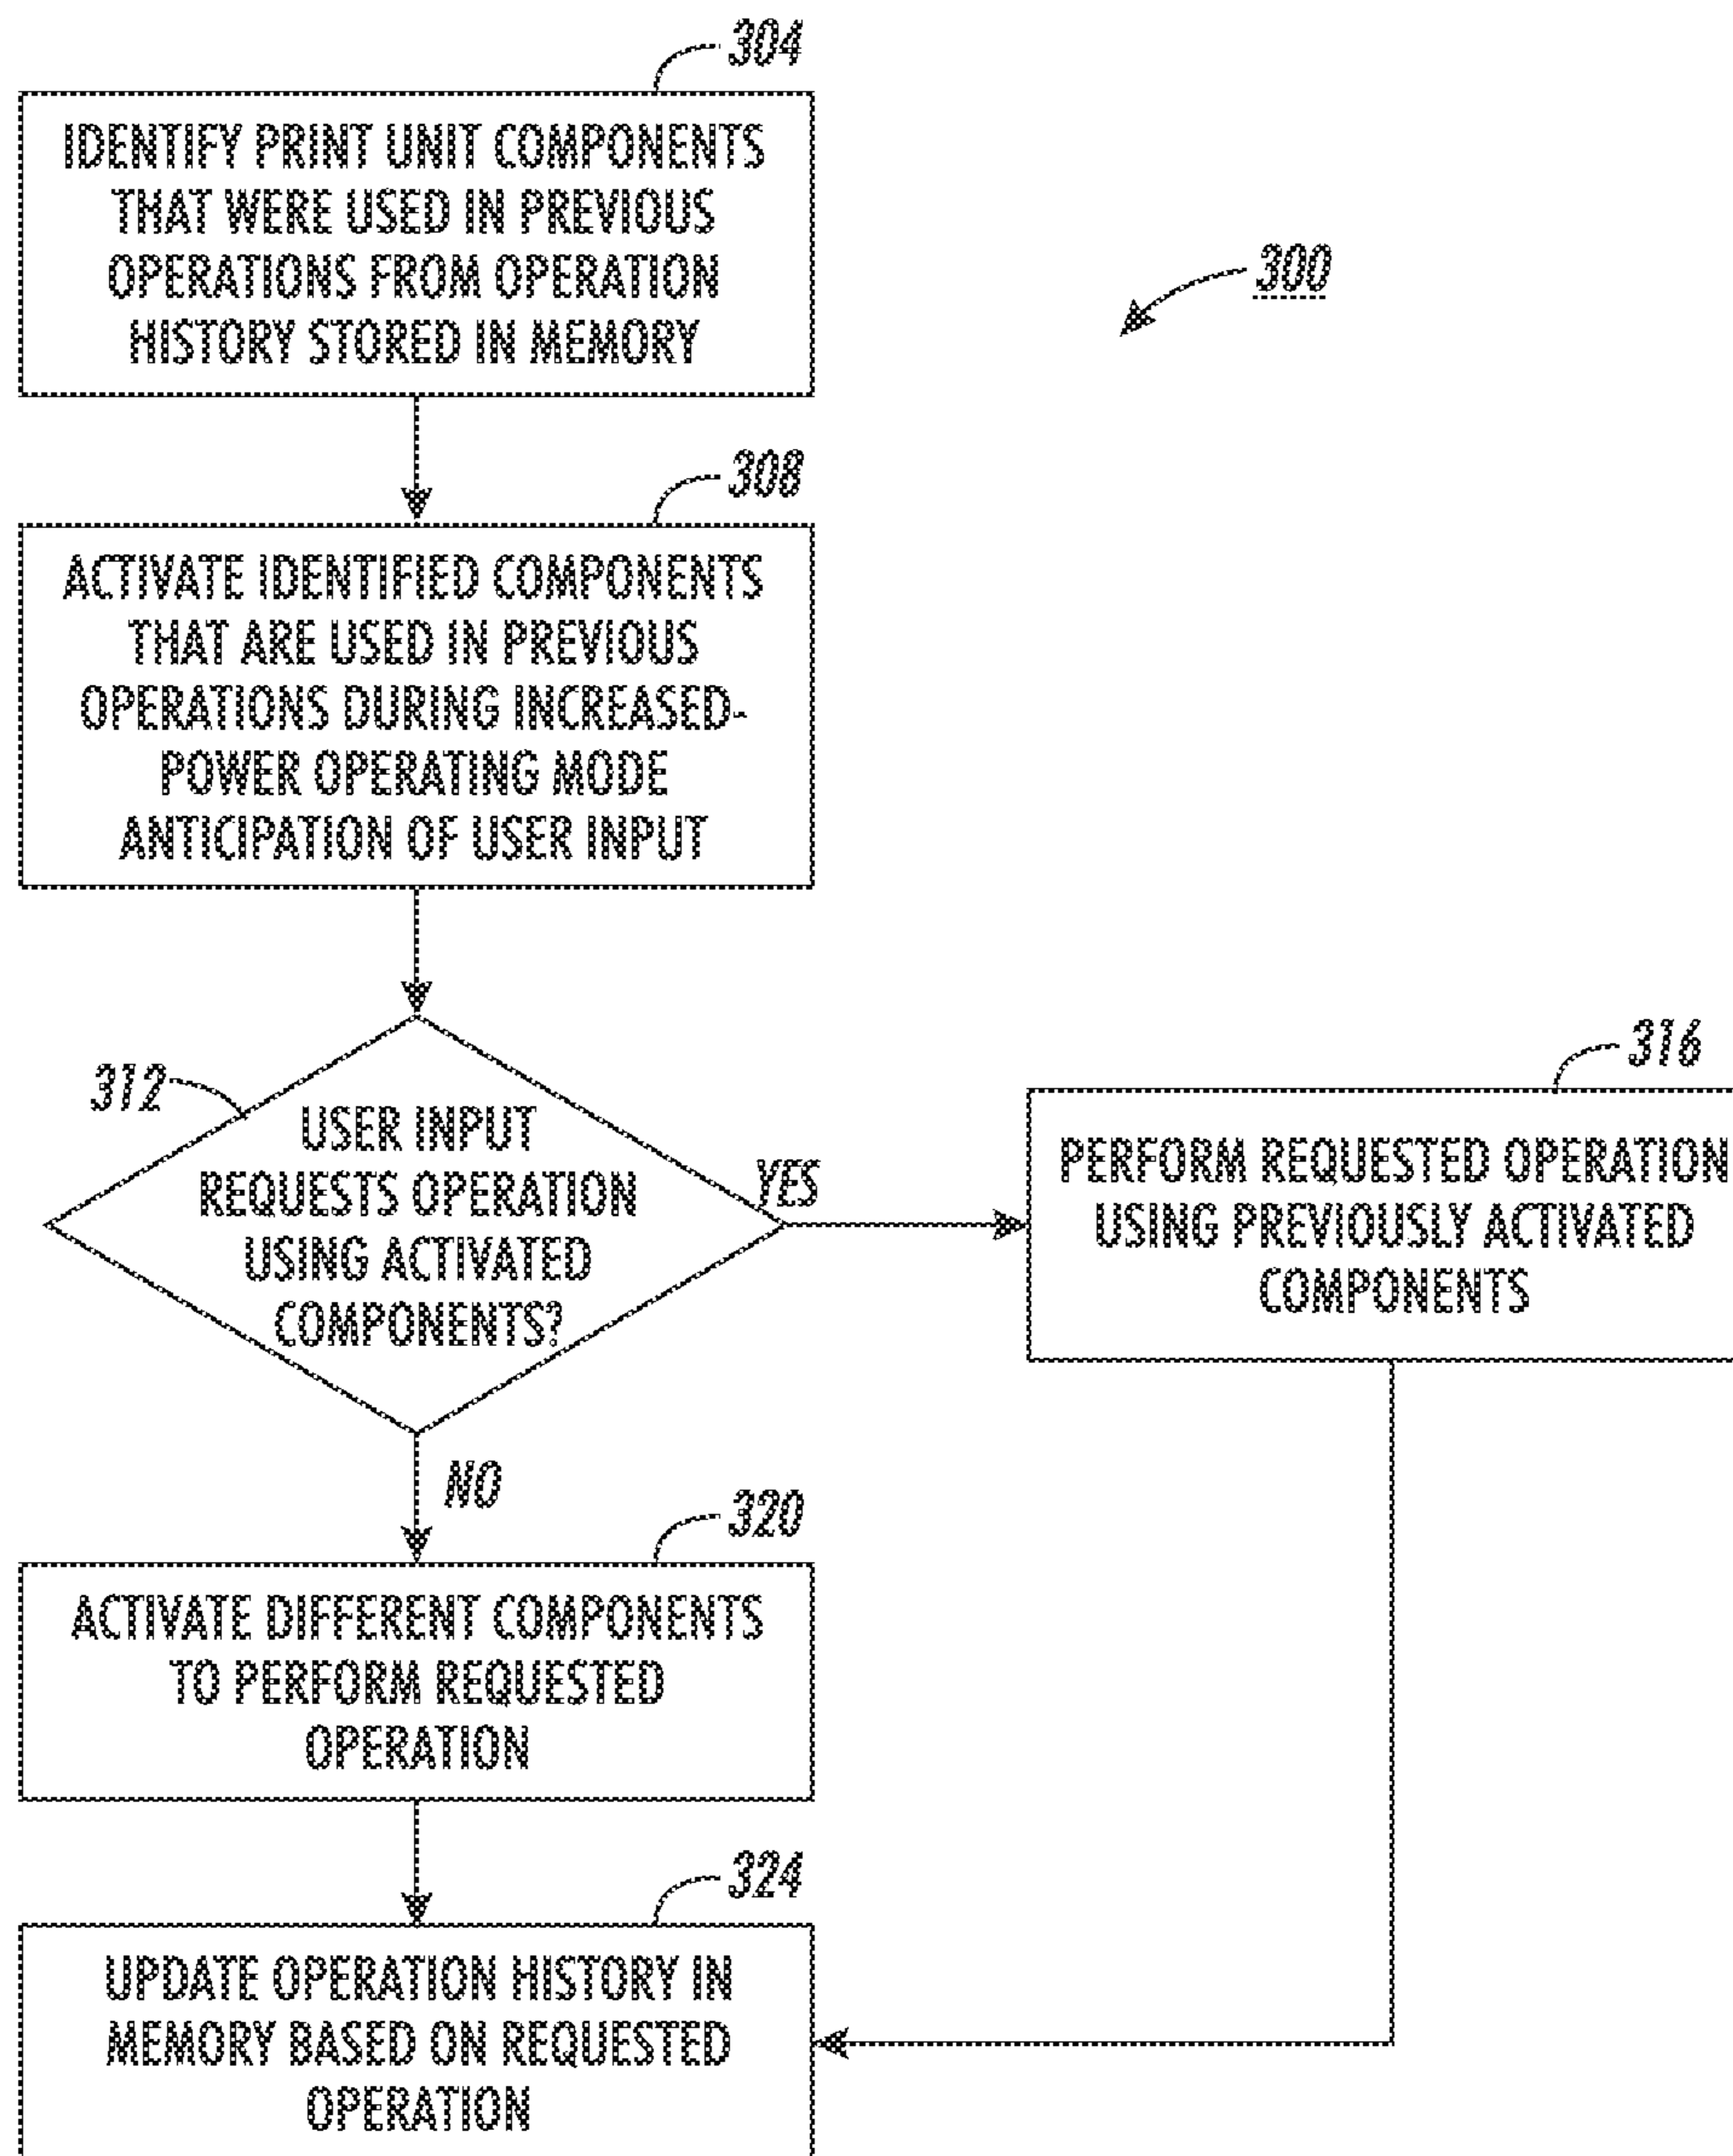 304
IDENTIFY PRINT UNIT COMPONENTS
THAT WERE USED IN PREVIOUS
OPERATIONS FROM OPERATION
HISTORY STORED IN MEMORY
300
308
ACTIVATE IDENTIFIED COMPONENTS
THAT ARE USED IN PREVIOUS
OPERATIONS DURING INCREASED-
POWER OPERATING MODE
ANTICIPATION OF USER INPUT
312
USER INPUT
REQUESTS OPERATION
USING ACTIVATED
COMPONENTS?
YES
316
PERFORM REQUESTED OPERATION
USING PREVIOUSLY ACTIVATED
COMPONENTS
NO
320
ACTIVATE DIFFERENT COMPONENTS
TO PERFORM REQUESTED
OPERATION
324
UPDATE OPERATION HISTORY IN
MEMORY BASED ON REQUESTED
OPERATION